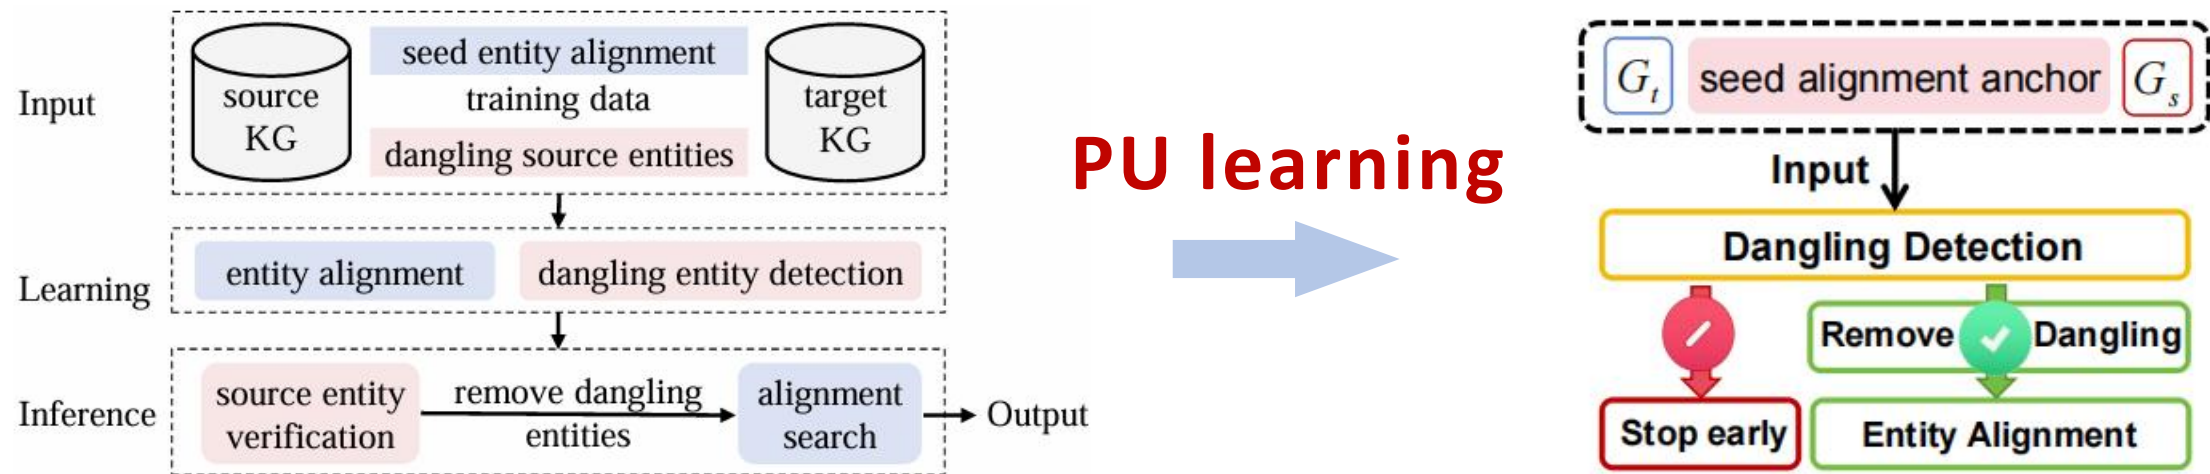 Input
source
KG
seed entity alignment
training data
dangling source entities
target
KG
Learning
entity alignment
dangling entity detection
Inference
source entity
verification
remove dangling
entities
alignment
search
Output
PU learning
Gt
seed alignment anchor
Gs
Input
Dangling Detection
Remove
Dangling
Stop early
Entity Alignment